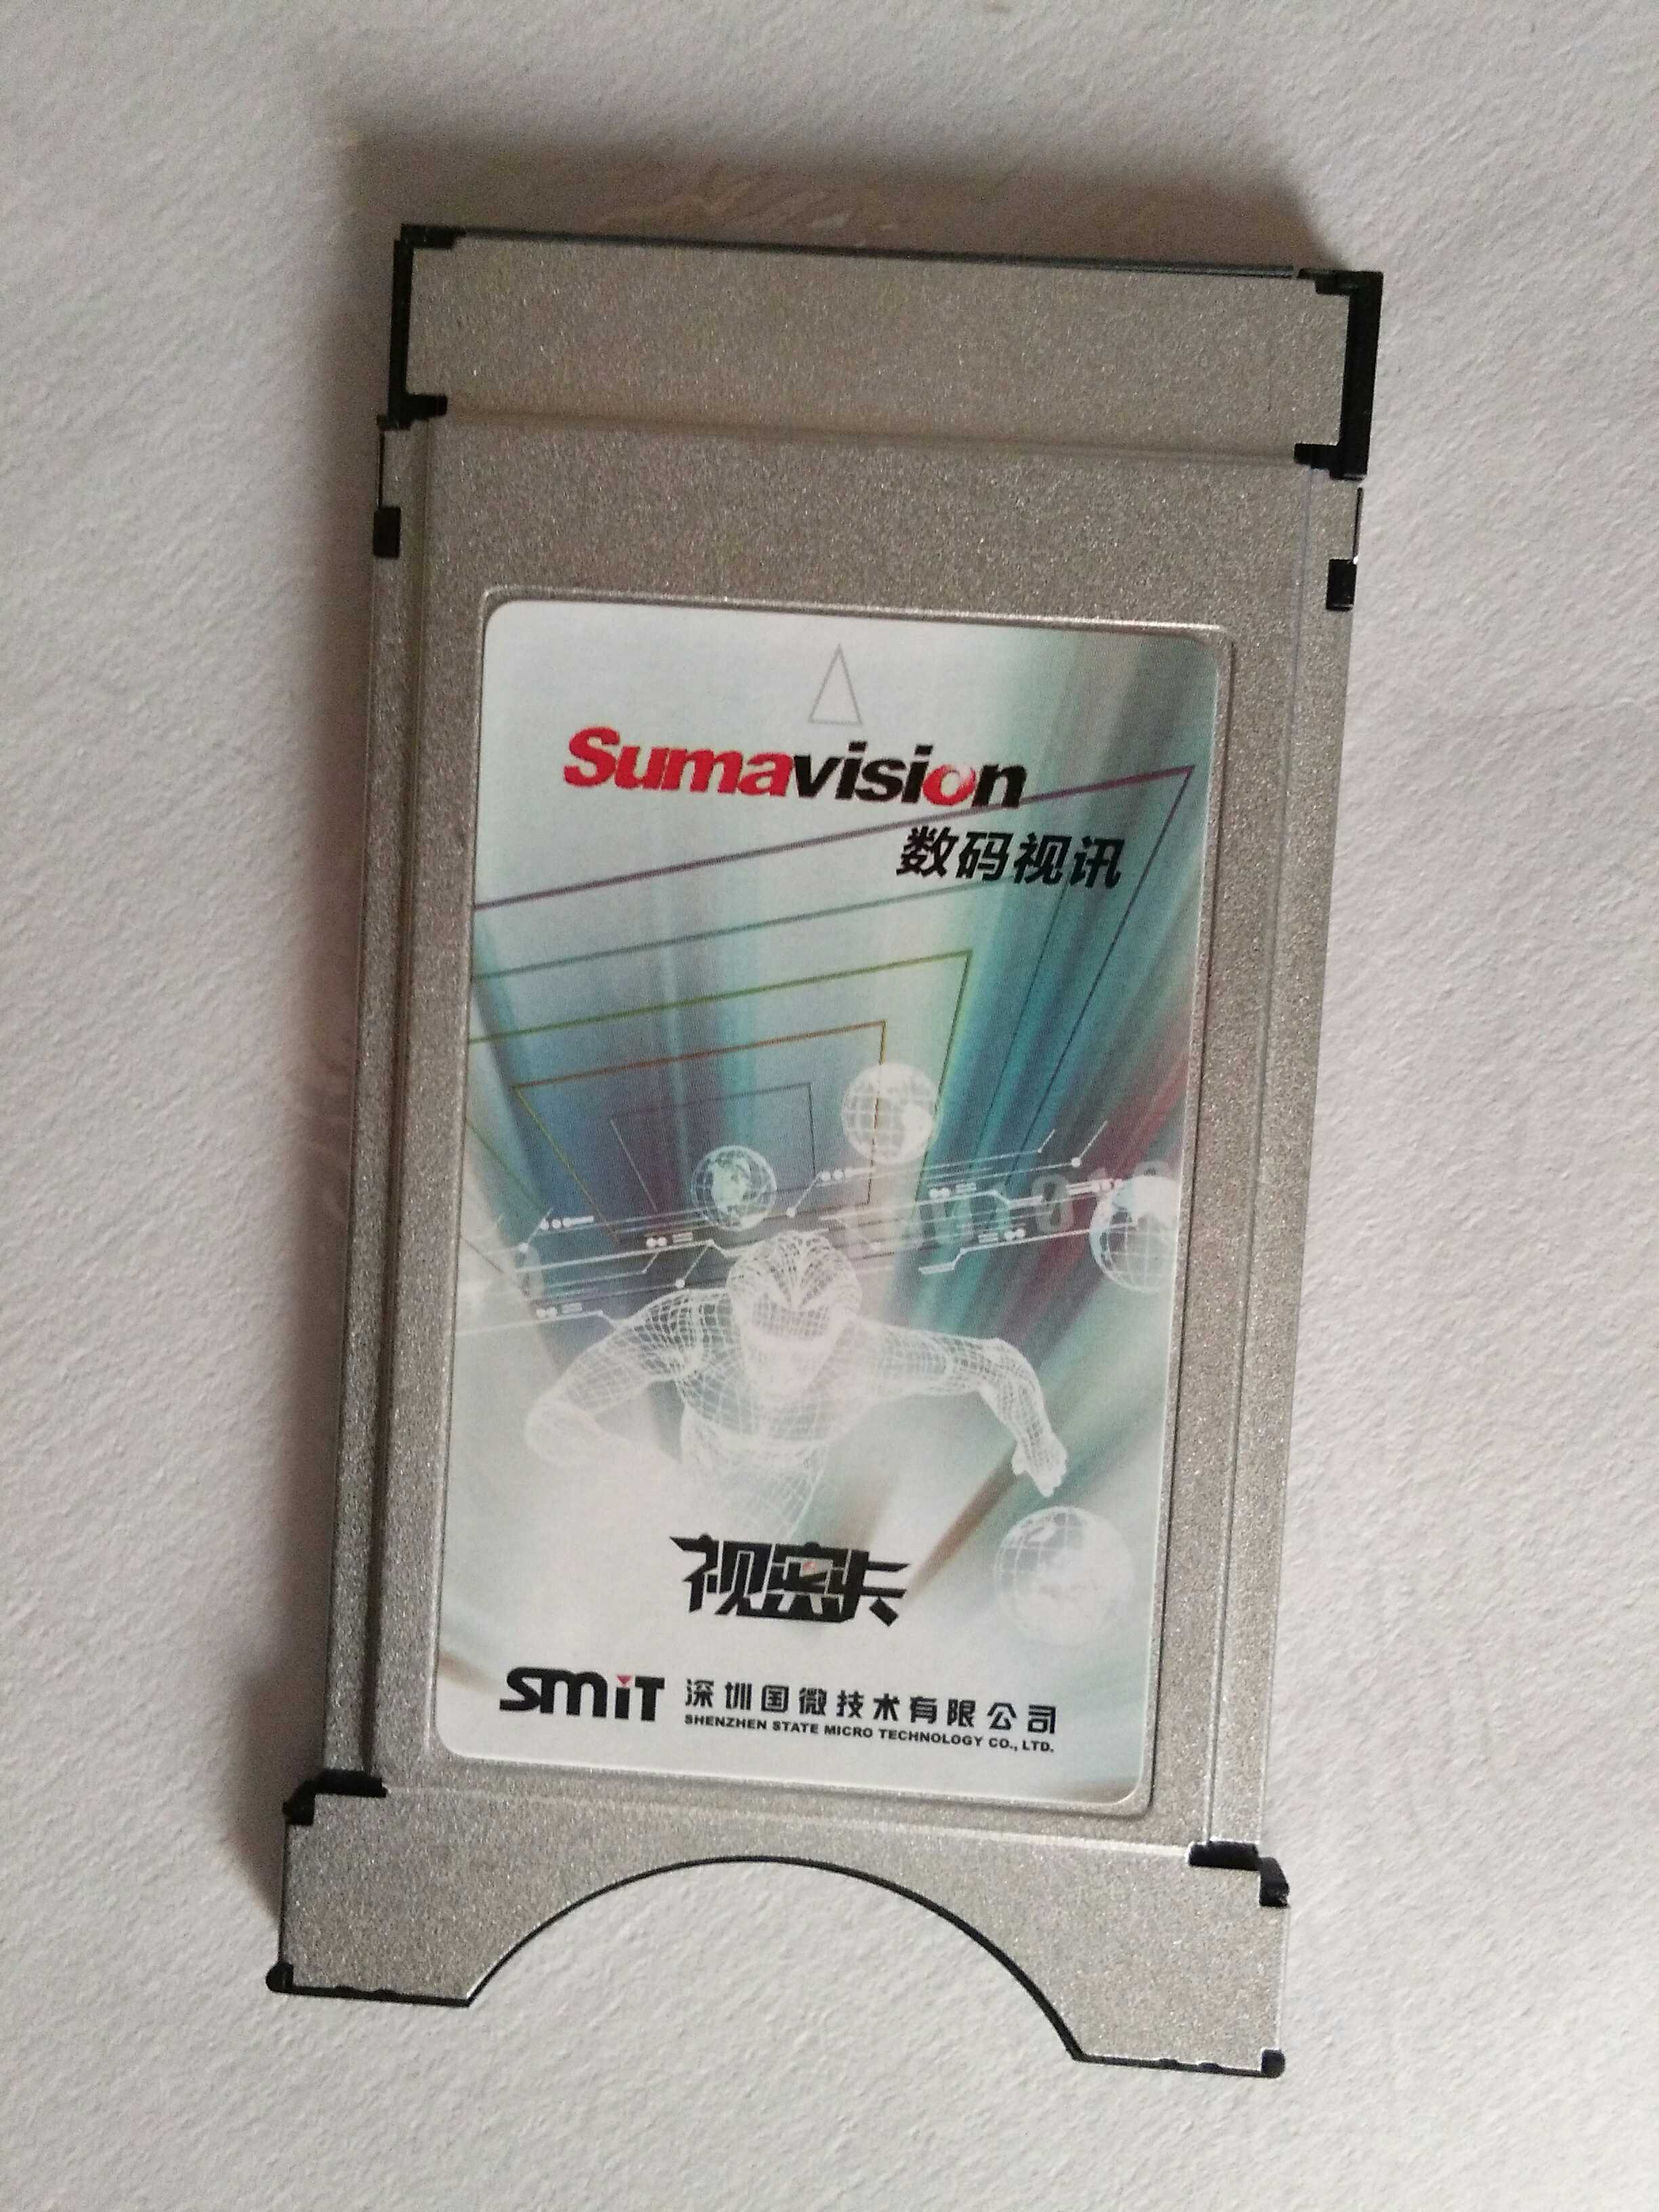 Sumavision
数码视讯
视密卡
SMiT 深圳国微技术有限公司
SHENZHEN STATE MICRO TECHNOLOGY CO., LTD.